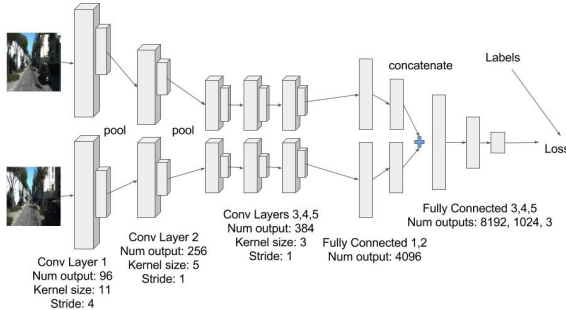 concatenate
Labels
pool
pool
Loss
Conv Layer 1
Num output: 96
Kernel size: 11
Stride: 4
Conv Layer 2
Num output: 256
Kernel size: 5
Stride: 1
Conv Layers 3,4,5
Num output: 384
Kernel size: 3
Stride: 1
Fully Connected 1,2
Num output: 4096
Fully Connected 3,4,5
Num outputs: 8192, 1024, 3